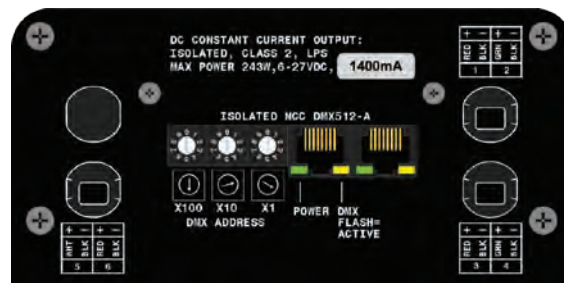 DC CONSTANT CURRENT OUTPUT:
ISOLATED, CLASS 2, LPS
MAX POWER 243W,6-27VDC, 1400mA
+ - + -
RED BLK GRN BLK
1 2
ISOLATED NCC DMX512-A
X100 X10 X1
DMX ADDRESS
POWER DMX
FLASH=
ACTIVE
+ - + -
WHT BLK RED BLK
5 6
+ - + -
RED BLK GRN BLK
3 4